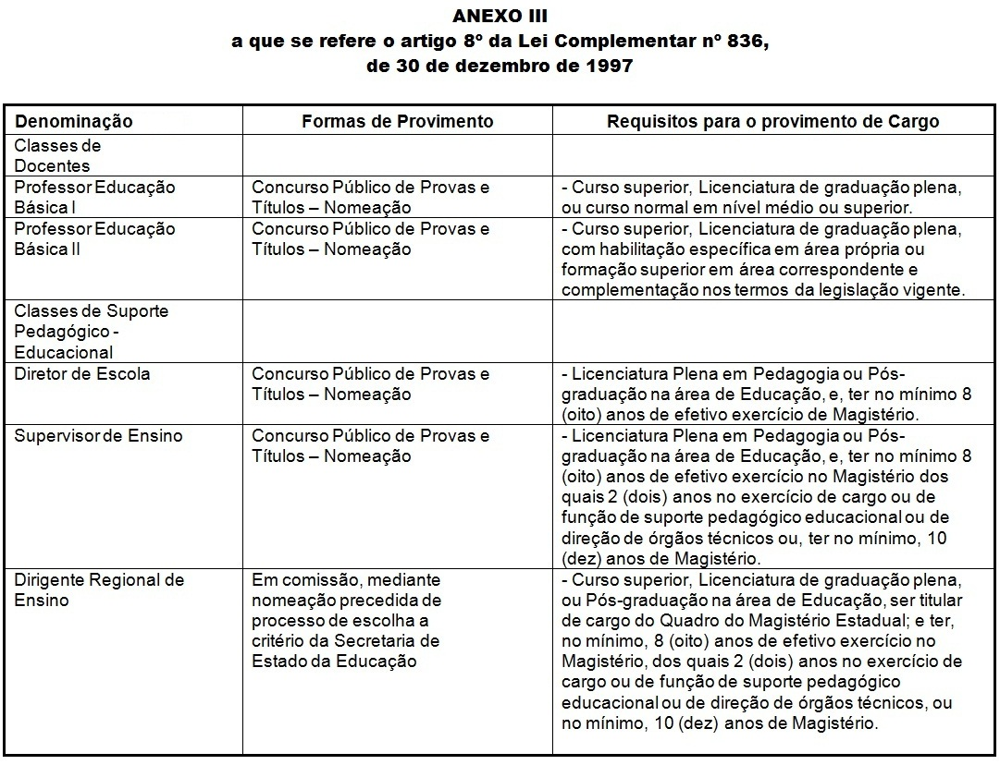 ANEXO III
a que se refere o artigo 8º da Lei Complementar nº 836,
de 30 de dezembro de 1997
Denominação
Formas de Provimento
Requisitos para o provimento de Cargo
Classes de
Docentes
Professor Educação
Básica I
Concurso Público de Provas e
Títulos – Nomeação
- Curso superior, Licenciatura de graduação plena,
ou curso normal em nível médio ou superior.
Professor Educação
Básica II
Concurso Público de Provas e
Títulos – Nomeação
- Curso superior, Licenciatura de graduação plena,
com habilitação específica em área própria ou
formação superior em área correspondente e
complementação nos termos da legislação vigente.
Classes de Suporte
Pedagógico -
Educacional
Diretor de Escola
Concurso Público de Provas e
Títulos – Nomeação
- Licenciatura Plena em Pedagogia ou Pós-
graduação na área de Educação, e, ter no mínimo 8
(oito) anos de efetivo exercício de Magistério.
Supervisor de Ensino
Concurso Público de Provas e
Títulos – Nomeação
- Licenciatura Plena em Pedagogia ou Pós-
graduação na área de Educação, e, ter no mínimo 8
(oito) anos de efetivo exercício no Magistério dos
quais 2 (dois) anos no exercício de cargo ou de
função de suporte pedagógico educacional ou de
direção de órgãos técnicos ou, ter no mínimo, 10
(dez) anos de Magistério.
Dirigente Regional de
Ensino
Em comissão, mediante
nomeação precedida de
processo de escolha a
critério da Secretaria de
Estado da Educação
- Curso superior, Licenciatura de graduação plena,
ou Pós-graduação na área de Educação, ser titular
de cargo do Quadro do Magistério Estadual; e ter,
no mínimo, 8 (oito) anos de efetivo exercício no
Magistério, dos quais 2 (dois) anos no exercício de
cargo ou de função de suporte pedagógico
educacional ou de direção de órgãos técnicos, ou
no mínimo, 10 (dez) anos de Magistério.